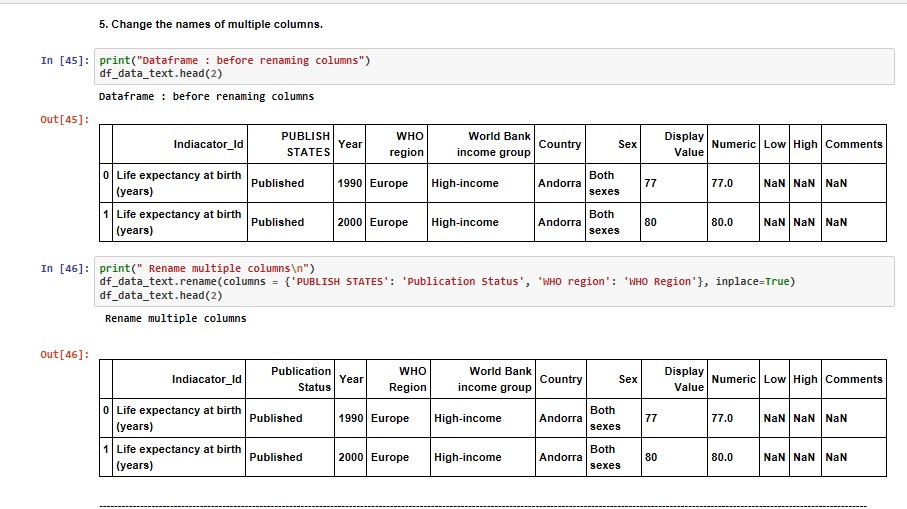 5. Change the names of multiple columns.
In [45]: print("Dataframe : before renaming columns")
df_data_text.head(2)
Dataframe : before renaming columns
Out[45]:
Indiacator_Id PUBLISH STATES Year WHO region World Bank income group Country Sex Display Value Numeric Low High Comments
0 Life expectancy at birth (years) Published 1990 Europe High-income Andorra Both sexes 77 77.0 NaN NaN NaN
1 Life expectancy at birth (years) Published 2000 Europe High-income Andorra Both sexes 80 80.0 NaN NaN NaN
In [46]: print(" Rename multiple columns\n")
df_data_text.rename(columns = {'PUBLISH STATES': 'Publication Status', 'WHO region': 'WHO Region'}, inplace=True)
df_data_text.head(2)
Rename multiple columns
Out[46]:
Indiacator_Id Publication Status Year WHO Region World Bank income group Country Sex Display Value Numeric Low High Comments
0 Life expectancy at birth (years) Published 1990 Europe High-income Andorra Both sexes 77 77.0 NaN NaN NaN
1 Life expectancy at birth (years) Published 2000 Europe High-income Andorra Both sexes 80 80.0 NaN NaN NaN